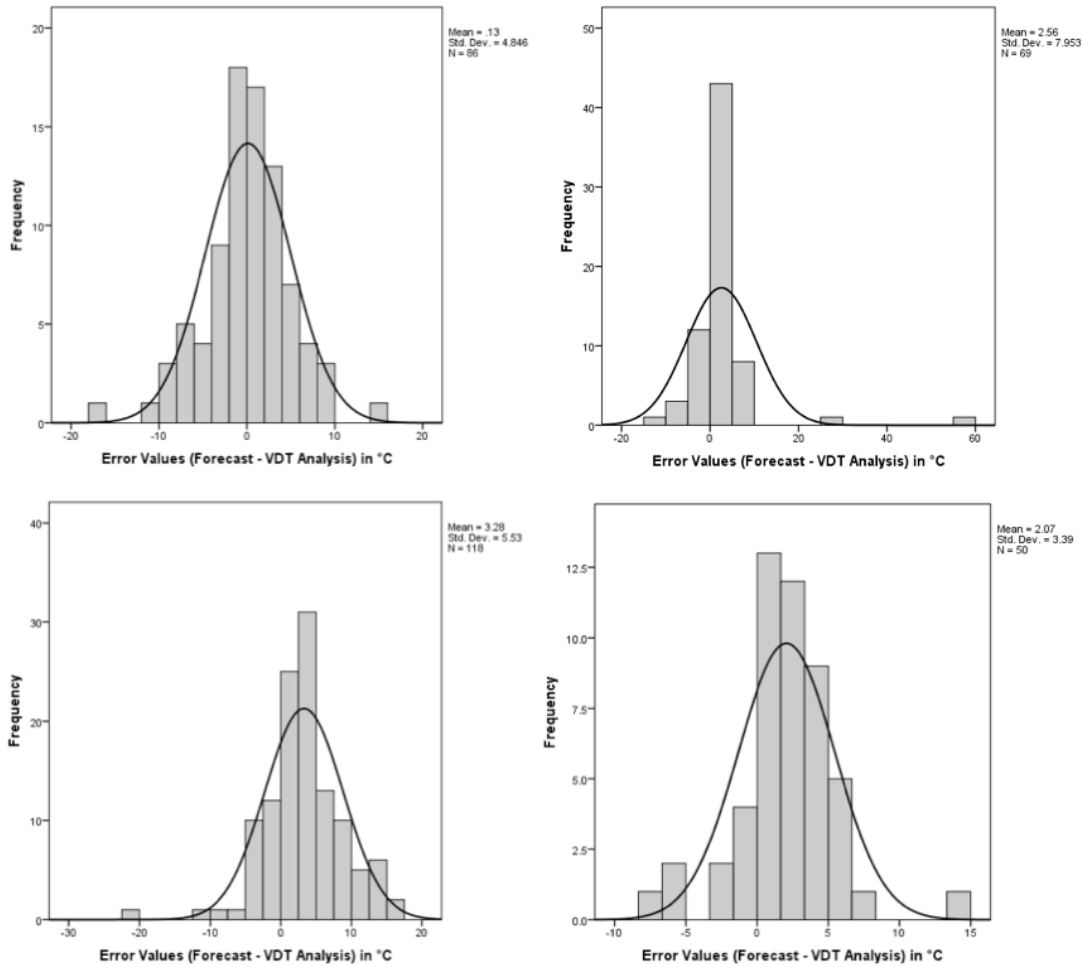 20
15
10
5
0
-20
-10
0
10
20
Frequency
Error Values (Forecast - VDT Analysis) in °C
Mean = .13
Std. Dev. = 4.846
N = 86
50
40
30
20
10
0
-20
0
20
40
60
Frequency
Error Values (Forecast - VDT Analysis) in °C
Mean = 2.56
Std. Dev. = 7.953
N = 69
40
30
20
10
0
-30
-20
-10
0
10
20
Frequency
Error Values (Forecast - VDT Analysis) in °C
Mean = 3.28
Std. Dev. = 5.53
N = 118
12.5
10.0
7.5
5.0
2.5
0.0
-10
-5
0
5
10
15
Frequency
Error Values (Forecast - VDT Analysis) in °C
Mean = 2.07
Std. Dev. = 3.39
N = 50